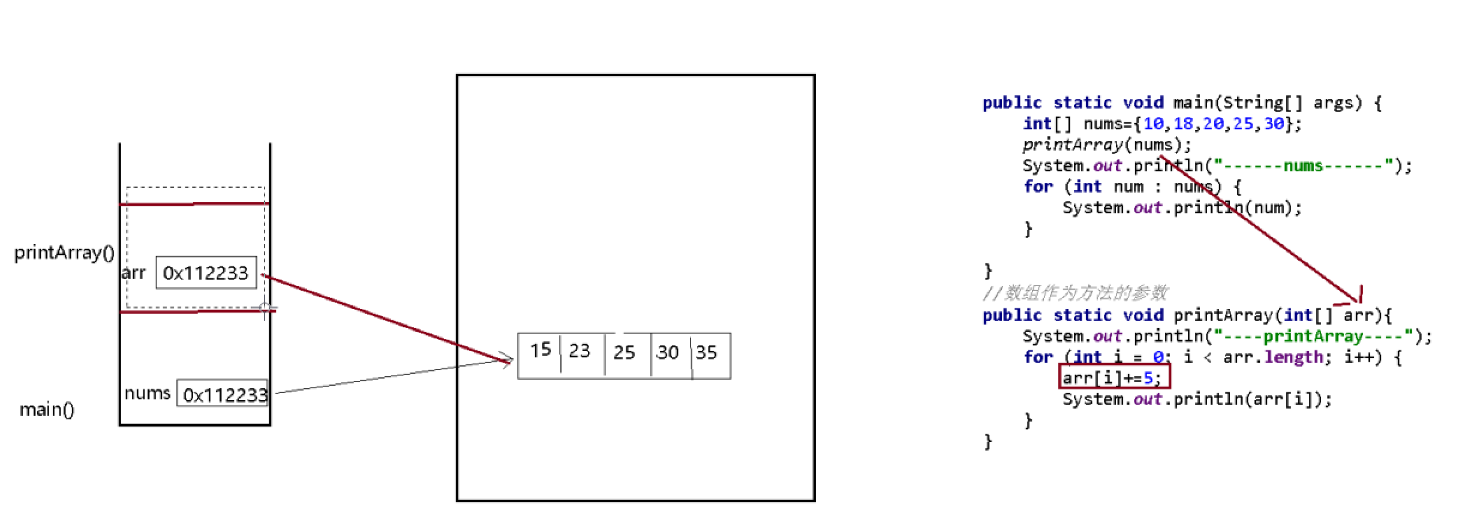 printArray()
arr 0x112233
nums 0x112233
main()
15 23 25 30 35
public static void main(String[] args) {
int[] nums={10,18,20,25,30};
printArray(nums);
System.out.println("------nums------");
for (int num : nums) {
System.out.println(num);
}
}
//数组作为方法的参数
public static void printArray(int[] arr){
System.out.println("----printArray----");
for (int i = 0; i < arr.length; i++) {
arr[i]+=5;
System.out.println(arr[i]);
}
}